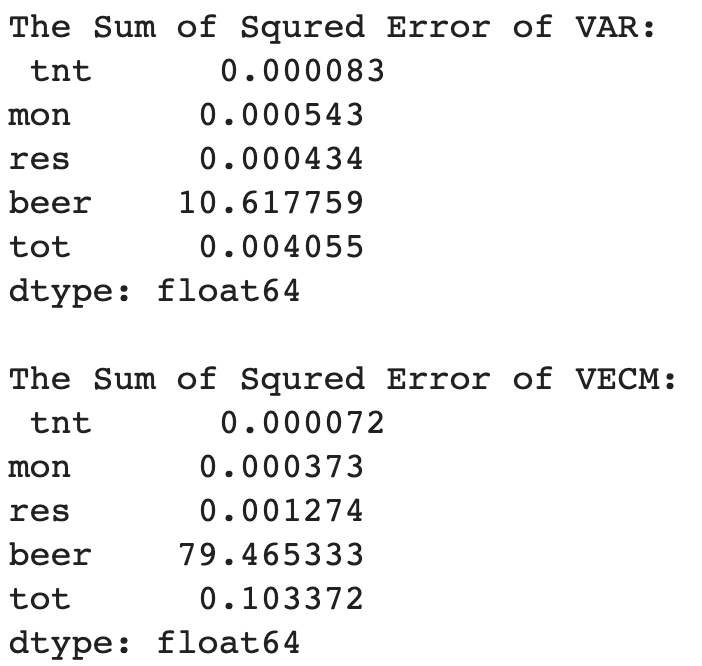 The Sum of Squred Error of VAR:
 tnt      0.000083
mon      0.000543
res      0.000434
beer    10.617759
tot      0.004055
dtype: float64

The Sum of Squred Error of VECM:
 tnt      0.000072
mon      0.000373
res      0.001274
beer    79.465333
tot      0.103372
dtype: float64